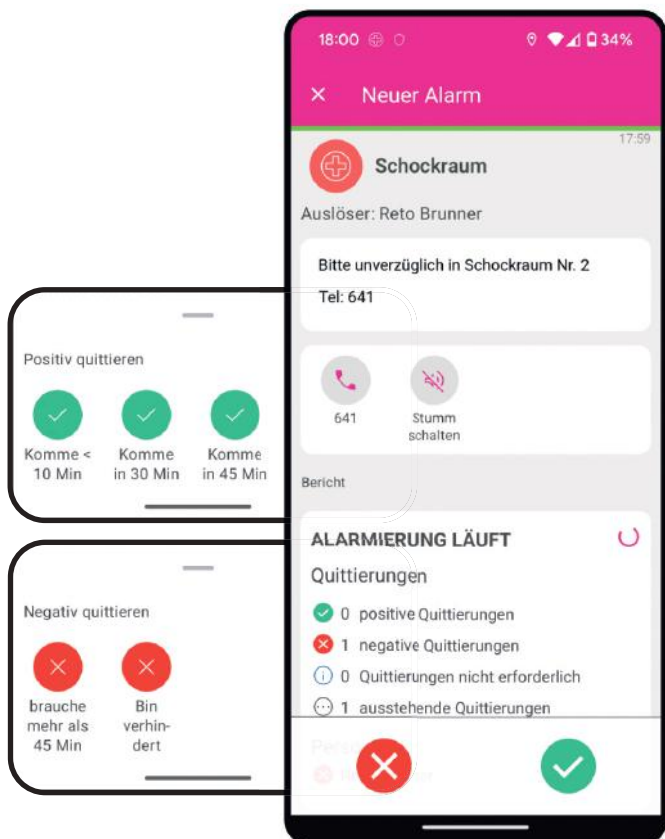 18:00
34%
Neuer Alarm
17:59
Schockraum
Auslöser: Reto Brunner
Bitte unverzüglich in Schockraum Nr. 2
Tel: 641
641
Stumm
schalten
Bericht
ALARMIERUNG LÄUFT
Quittierungen
0 positive Quittierungen
1 negative Quittierungen
0 Quittierungen nicht erforderlich
1 ausstehende Quittierungen
Positiv quittieren
Komme <
10 Min
Komme
in 30 Min
Komme
in 45 Min
Negativ quittieren
brauche
mehr als
45 Min
Bin
verhin-
dert